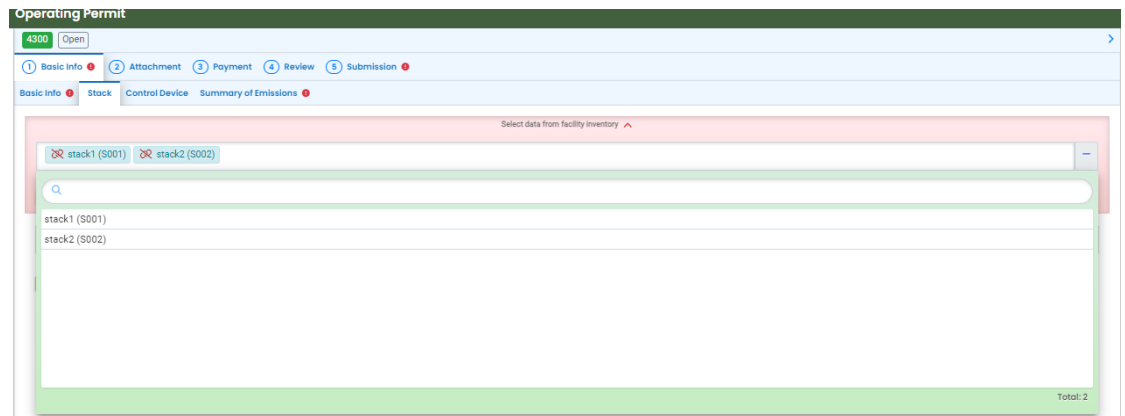 Operating Permit
4300 Open
1 Basic Info 2 Attachment 3 Payment 4 Review 5 Submission
Basic Info Stack Control Device Summary of Emissions
Select data from facility inventory
stack1 (S001) stack2 (S002)
stack1 (S001)
stack2 (S002)
Total: 2